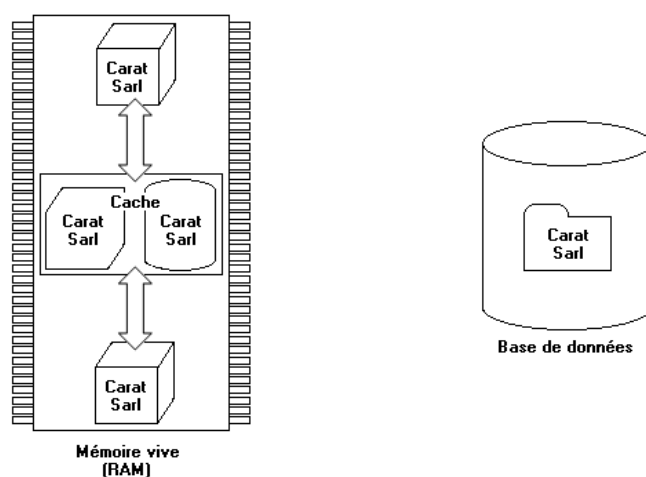 Carat
Sarl
Cache
Carat
Sarl
Carat
Sarl
Carat
Sarl
Mémoire vive
(RAM)
Carat
Sarl
Base de données